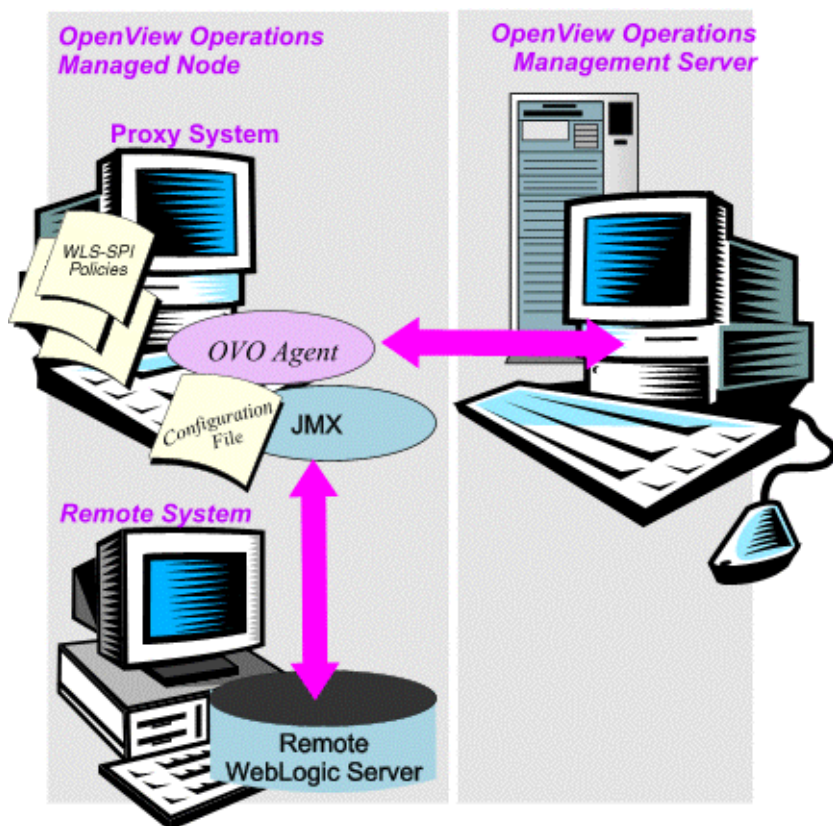 OpenView Operations
Managed Node
OpenView Operations
Management Server
Proxy System
WLS-SPI
Policies
OVO Agent
Configuration
File
JMX
Remote System
Remote
WebLogic Server